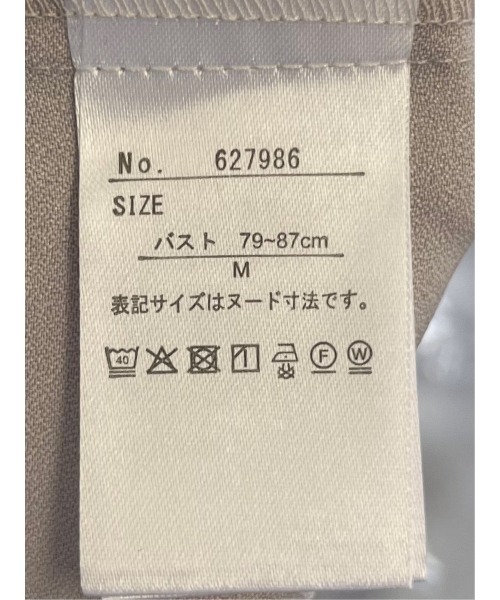 No. 627986
SIZE
バスト 79~87cm
M
表記サイズはヌード寸法です。
40 F W